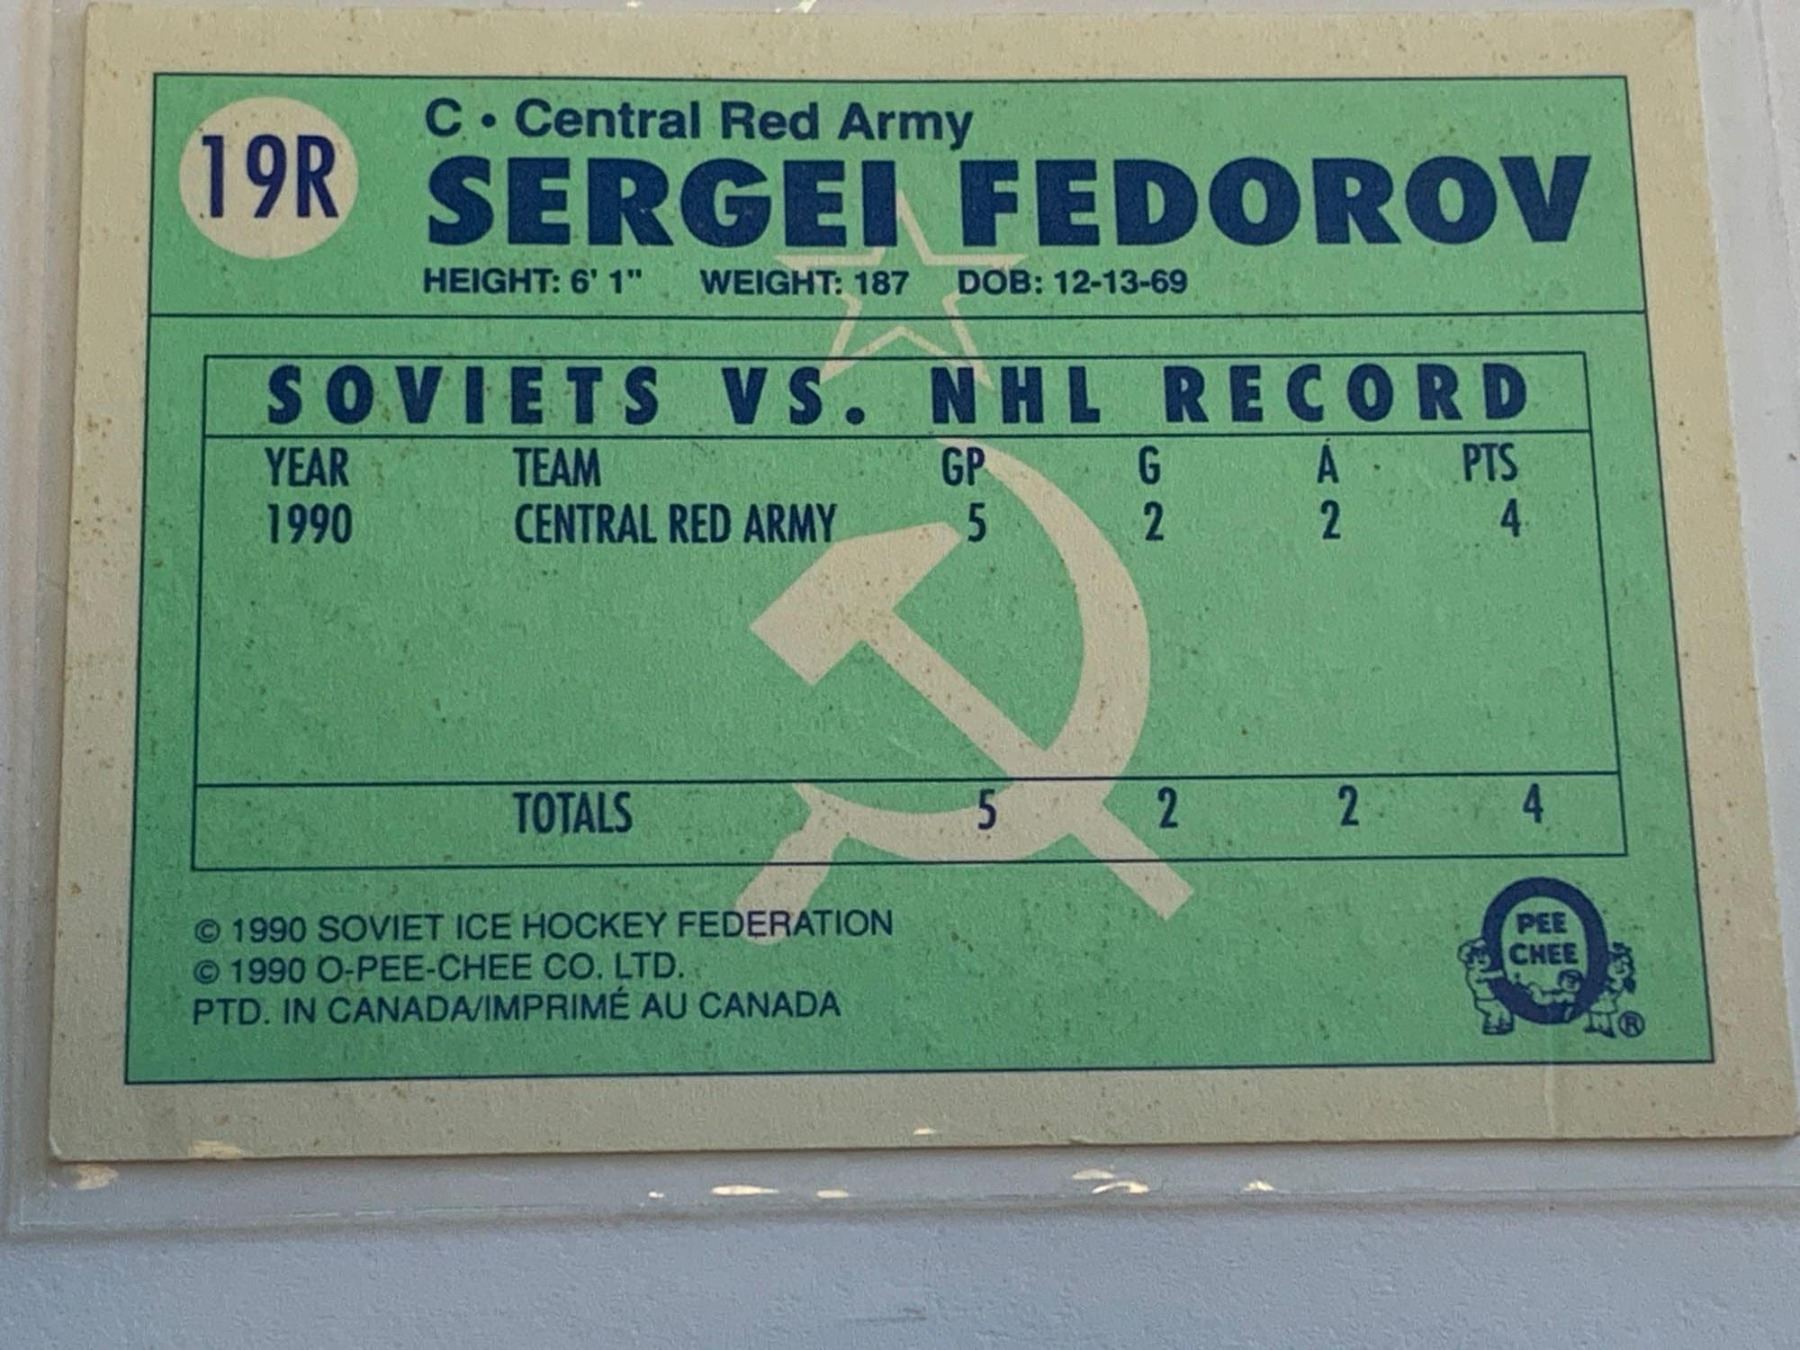 19R
C • Central Red Army
SERGEI FEDOROV
HEIGHT: 6' 1" WEIGHT: 187 DOB: 12-13-69
SOVIETS VS. NHL RECORD
YEAR TEAM GP G A PTS
1990 CENTRAL RED ARMY 5 2 2 4
TOTALS 5 2 2 4
© 1990 SOVIET ICE HOCKEY FEDERATION
© 1990 O-PEE-CHEE CO. LTD.
PTD. IN CANADA/IMPRIMÉ AU CANADA
O
PEE
CHEE
®